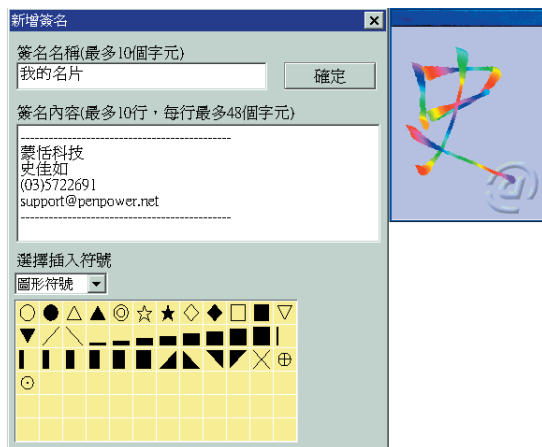 新增簽名
簽名名稱(最多10個字元)
我的名片
確定
簽名內容(最多10行，每行最多48個字元)
------------------------------------------
蒙恬科技
史佳如
(03)5722691
support@penpower.net
------------------------------------------
選擇插入符號
圖形符號
○●△▲◎☆★◇◆□■▽
▼╱╲▁▂▃▄▅▆▇█▏
▎▍▌▋▊▉◢◣◥◤╳⊕
⊙
史
@